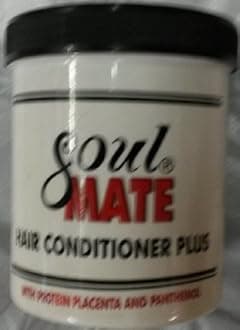 Soul®
MATE
HAIR CONDITIONER PLUS
WITH PROTEIN PLACENTA AND PANTHENOL